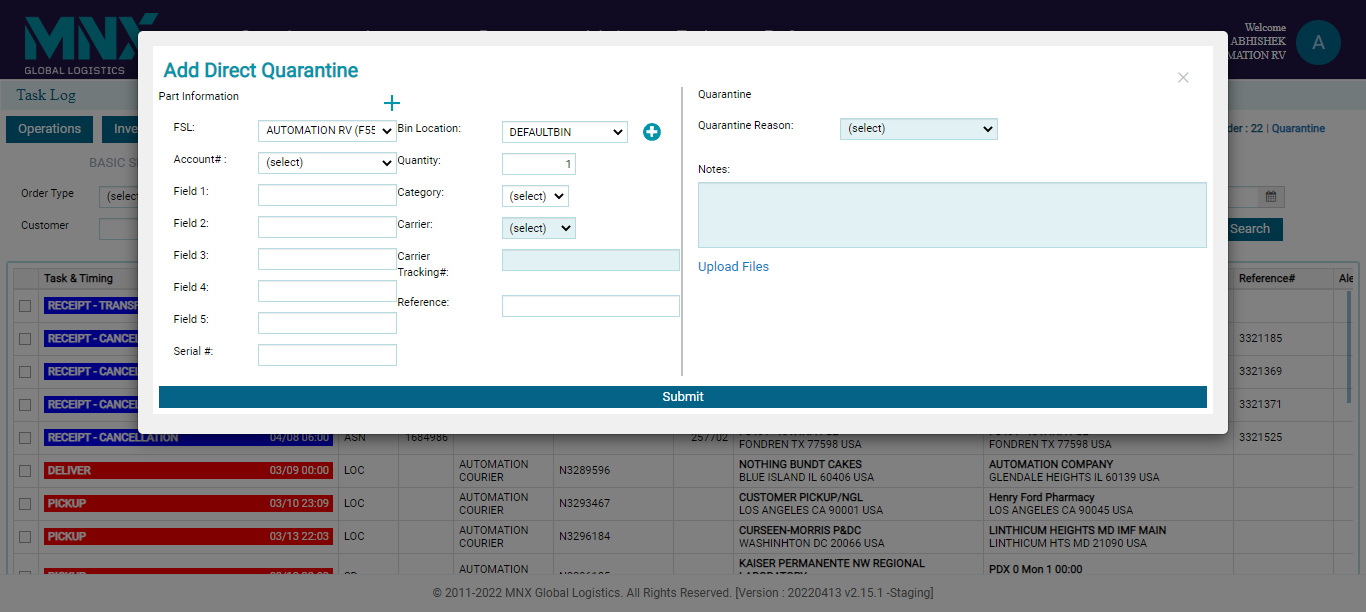 MNX
GLOBAL LOGISTICS
Welcome
ABHISHEK
MATION RV
A
Task Log
Operations
Inve
der : 22 | Quarantine
BASIC S
Order Type
(select
Customer
Search
Add Direct Quarantine
Part Information
FSL:
AUTOMATION RV (F55
Bin Location:
DEFAULTBIN
Account# :
(select)
Quantity:
1
Field 1:
Category:
(select)
Field 2:
Carrier:
(select)
Field 3:
Carrier
Tracking#:
Field 4:
Reference:
Field 5:
Serial #:
Quarantine
Quarantine Reason:
(select)
Notes:
Upload Files
Submit
Task & Timing
Reference#
Ale
RECEIPT - TRANSF
RECEIPT - CANCEL
3321185
RECEIPT - CANCEL
3321369
RECEIPT - CANCEL
3321371
RECEIPT - CANCELLATION 04/08 06:00 ASN 1684986 257702 FONDREN TX 77598 USA FONDREN TX 77598 USA 3321525
DELIVER 03/09 00:00 LOC AUTOMATION COURIER N3289596 NOTHING BUNDT CAKES BLUE ISLAND IL 60406 USA AUTOMATION COMPANY GLENDALE HEIGHTS IL 60139 USA
PICKUP 03/10 23:09 LOC AUTOMATION COURIER N3293467 CUSTOMER PICKUP/NGL LOS ANGELES CA 90001 USA Henry Ford Pharmacy LOS ANGELES CA 90045 USA
PICKUP 03/13 22:03 LOC AUTOMATION COURIER N3296184 CURSEEN-MORRIS P&DC WASHINHTON DC 20066 USA LINTHICUM HEIGHTS MD IMF MAIN LINTHICUM HTS MD 21090 USA
AUTOMATION KAISER PERMANENTE NW REGIONAL PDX 0 Mon 1 00:00
© 2011-2022 MNX Global Logistics. All Rights Reserved. [Version : 20220413 v2.15.1 -Staging]